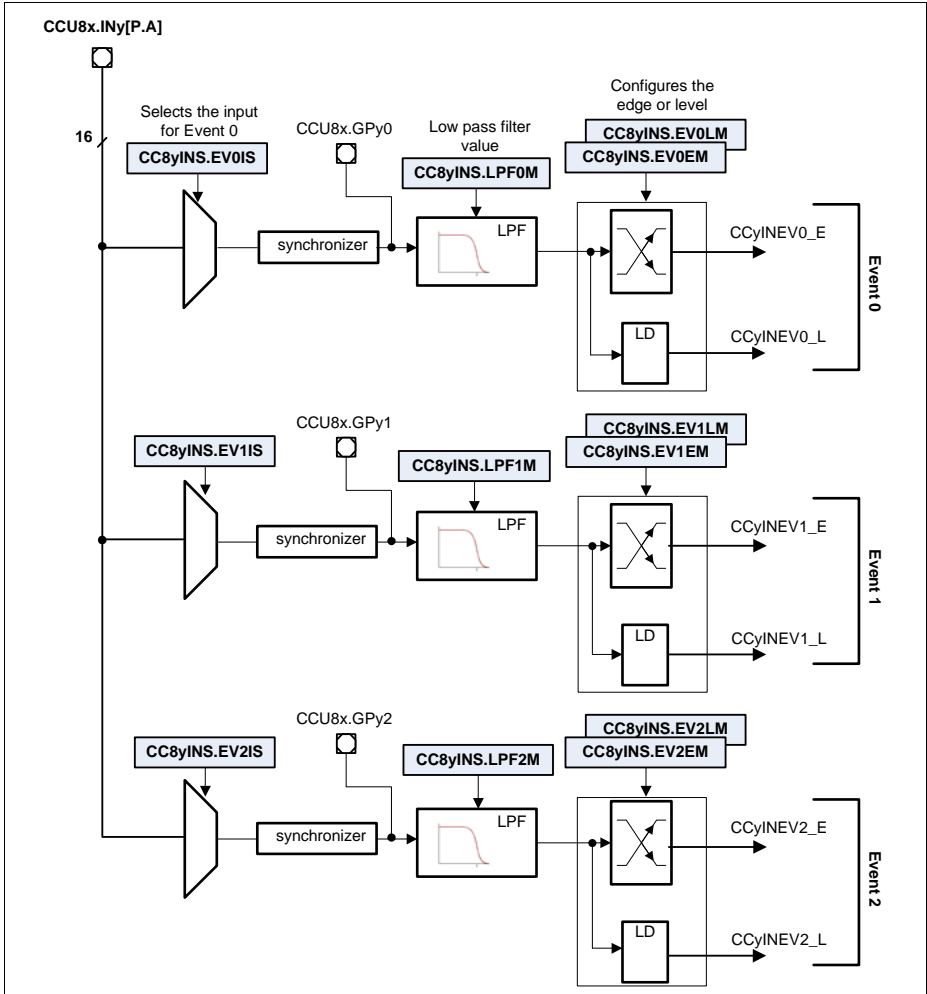 CCU8x.INy[P.A]
16
Selects the input
for Event 0
CC8yINS.EV0IS
CCU8x.GPy0
Low pass filter
value
CC8yINS.LPF0M
Configures the
edge or level
CC8yINS.EV0LM
CC8yINS.EV0EM
synchronizer
LPF
LD
CCyINEV0_E
CCyINEV0_L
Event 0
CC8yINS.EV1IS
CCU8x.GPy1
CC8yINS.LPF1M
CC8yINS.EV1LM
CC8yINS.EV1EM
synchronizer
LPF
LD
CCyINEV1_E
CCyINEV1_L
Event 1
CC8yINS.EV2IS
CCU8x.GPy2
CC8yINS.LPF2M
CC8yINS.EV2LM
CC8yINS.EV2EM
synchronizer
LPF
LD
CCyINEV2_E
CCyINEV2_L
Event 2